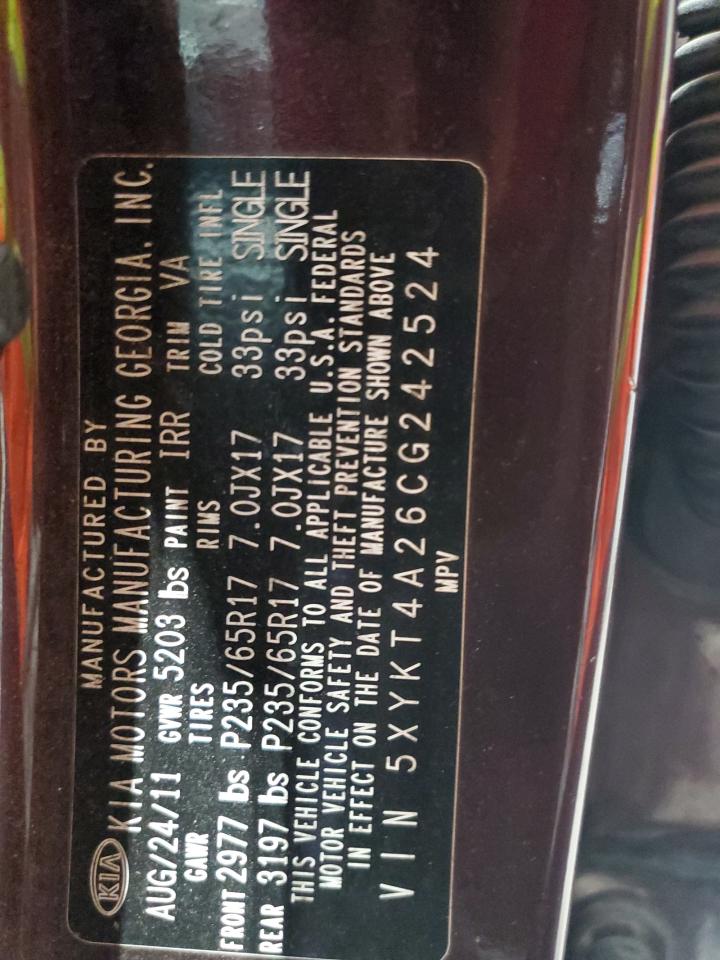 MANUFACTURED BY
KIA KIA MOTORS MANUFACTURING GEORGIA, INC.
AUG/24/11 GVWR 5203 lbs PAINT IRR TRIM VA
GAWR TIRES RIMS COLD TIRE INFL
FRONT 2977 lbs P235/65R17 7.0JX17 33psi SINGLE
REAR 3197 lbs P235/65R17 7.0JX17 33psi SINGLE
THIS VEHICLE CONFORMS TO ALL APPLICABLE U.S.A. FEDERAL
MOTOR VEHICLE SAFETY AND THEFT PREVENTION STANDARDS
IN EFFECT ON THE DATE OF MANUFACTURE SHOWN ABOVE
VIN 5XYKT4A26CG242524
MPV